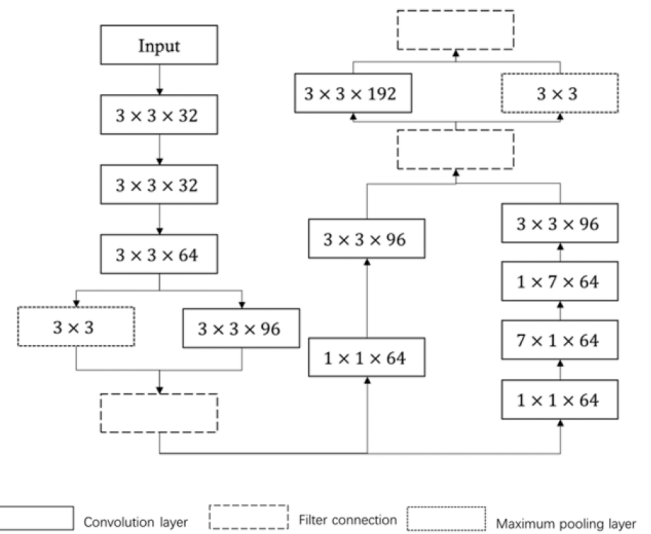 Input
3 × 3 × 32
3 × 3 × 32
3 × 3 × 64
3 × 3
3 × 3 × 96
1 × 1 × 64
3 × 3 × 96
1 × 1 × 64
7 × 1 × 64
1 × 7 × 64
3 × 3 × 96
3 × 3 × 192
3 × 3
Convolution layer
Filter connection
Maximum pooling layer